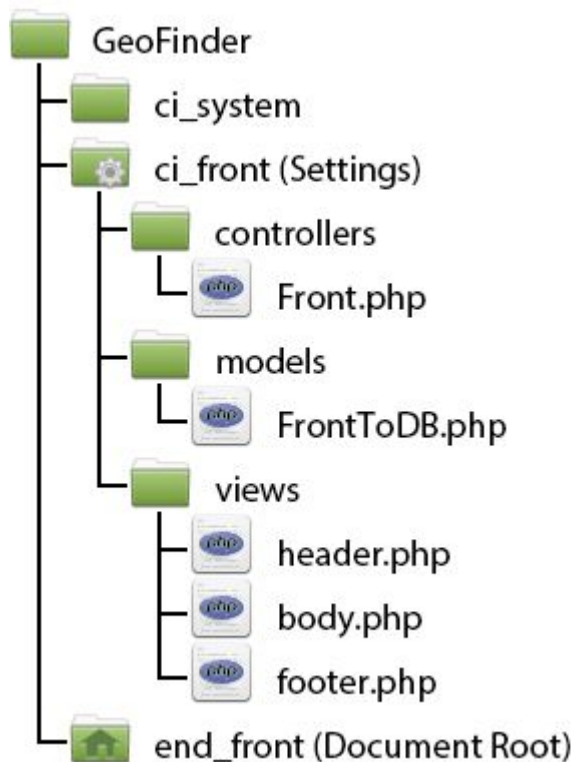 GeoFinder
ci_system
ci_front (Settings)
controllers
php
Front.php
models
php
FrontToDB.php
views
php
header.php
php
body.php
php
footer.php
end_front (Document Root)